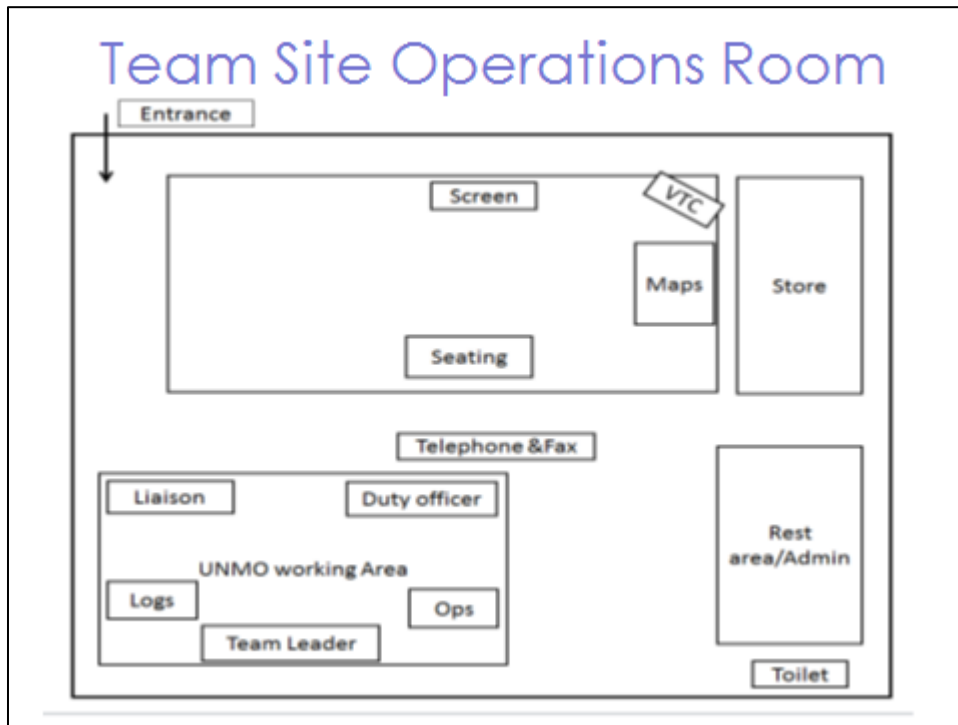 Team Site Operations Room
Entrance
Screen
VTC
Maps
Store
Seating
Telephone &Fax
Liaison
Duty officer
UNMO working Area
Logs
Ops
Team Leader
Rest
area/Admin
Toilet